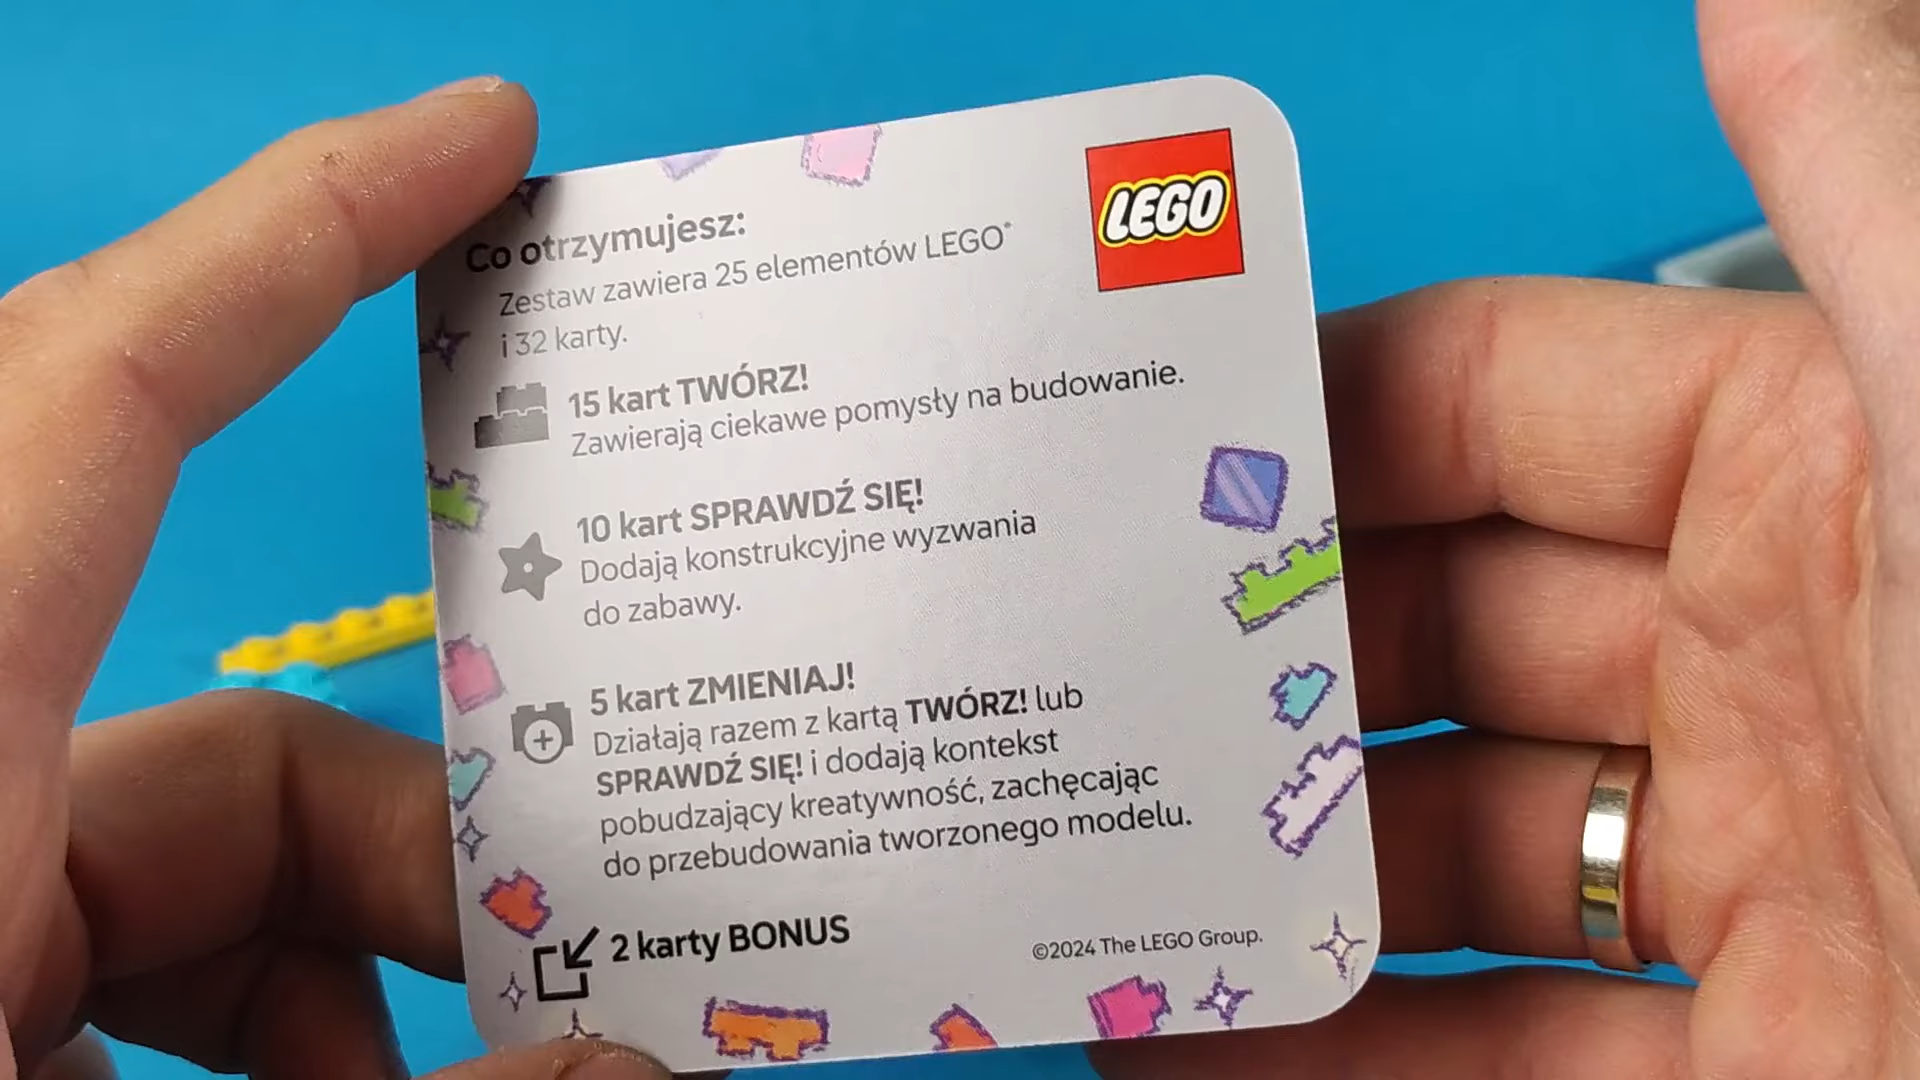 LEGO
Co otrzymujesz:
Zestaw zawiera 25 elementów LEGO®
i 32 karty.
15 kart TWÓRZ!
Zawierają ciekawe pomysły na budowanie.
10 kart SPRAWDŹ SIĘ!
Dodają konstrukcyjne wyzwania
do zabawy.
5 kart ZMIENIAJ!
Działają razem z kartą TWÓRZ! lub
SPRAWDŹ SIĘ! i dodają kontekst
pobudzający kreatywność, zachęcając
do przebudowania tworzonego modelu.
2 karty BONUS
©2024 The LEGO Group.